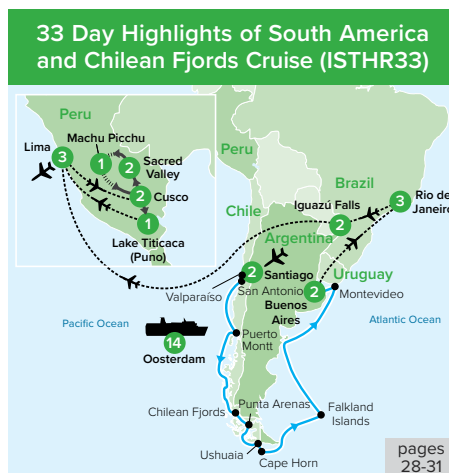 33 Day Highlights of South America
and Chilean Fjords Cruise (ISTHR33)
Peru
Machu Picchu
Lima
3
1
2
Sacred
Valley
2
Cusco
1
Lake Titicaca
(Puno)
Peru
Brazil
Iguazú Falls
2
3
Rio de
Janeiro
Chile
Argentina
2
Santiago
Valparaíso
San Antonio
Uruguay
2
Buenos
Aires
Montevideo
Pacific Ocean
Atlantic Ocean
14
Oosterdam
Puerto
Montt
Chilean Fjords
Punta Arenas
Falkland
Islands
Ushuaia
Cape Horn
pages
28-31